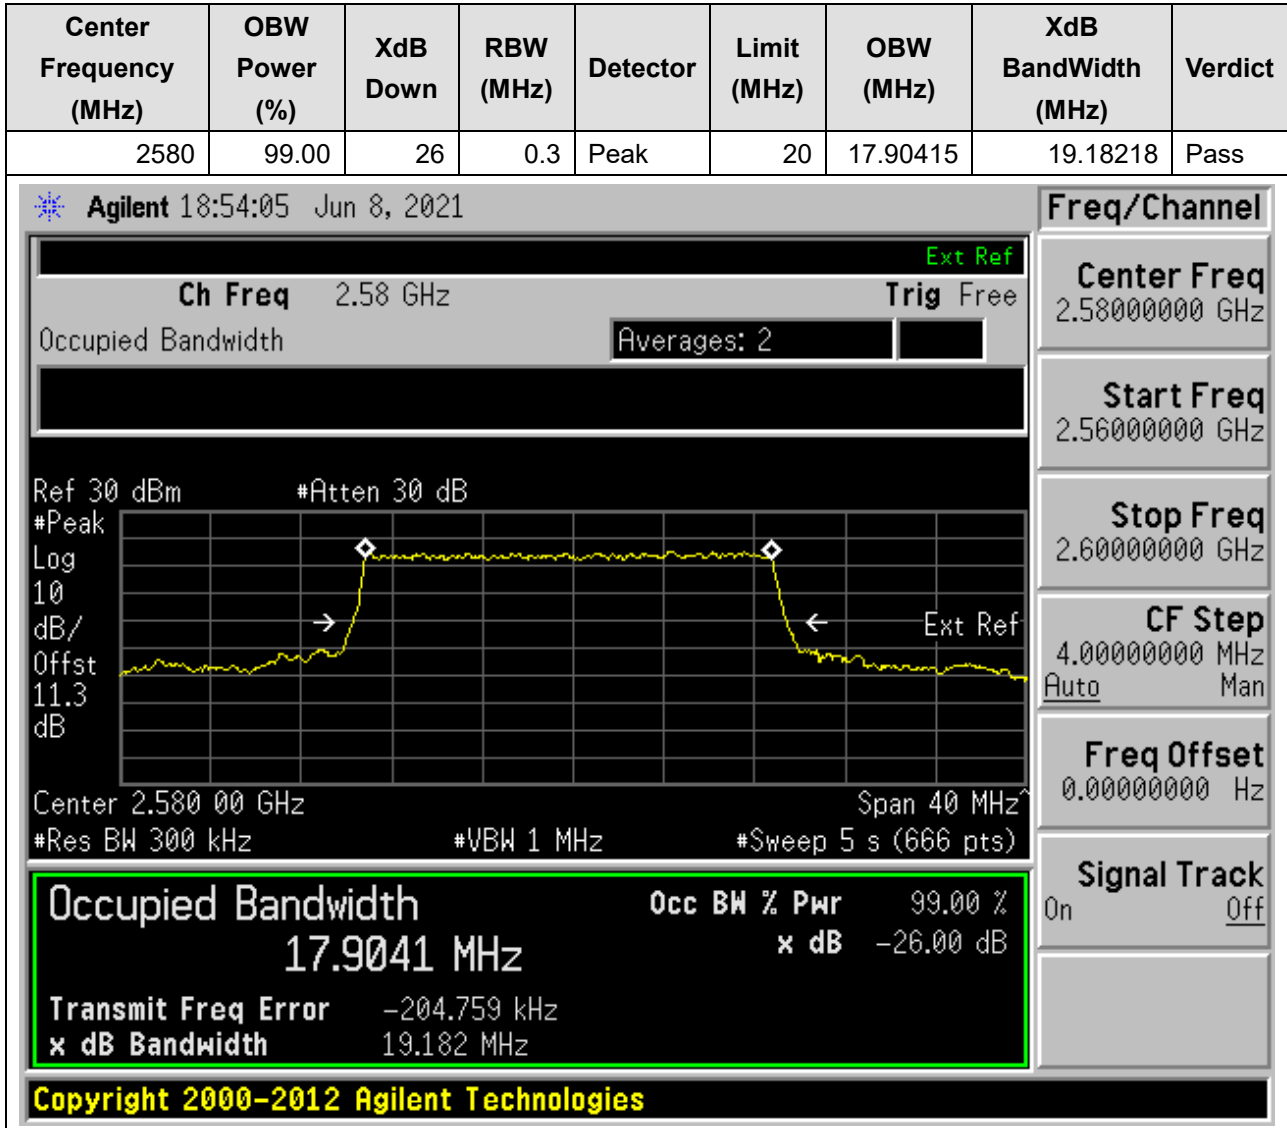 Center Frequency (MHz) OBW Power (%) XdB Down RBW (MHz) Detector Limit (MHz) OBW (MHz) XdB BandWidth (MHz) Verdict
2580 99.00 26 0.3 Peak 20 17.90415 19.18218 Pass
Agilent 18:54:05 Jun 8, 2021 Freq/Channel
Ext Ref
Ch Freq 2.58 GHz Trig Free
Occupied Bandwidth Averages: 2
Center Freq
2.58000000 GHz
Start Freq
2.56000000 GHz
Stop Freq
2.60000000 GHz
CF Step
4.00000000 MHz
Auto Man
Freq Offset
0.00000000 Hz
Signal Track
On Off
Ref 30 dBm #Atten 30 dB
#Peak
Log
10
dB/
Offst
11.3
dB
Ext Ref
Center 2.580 00 GHz Span 40 MHz^
#Res BW 300 kHz #VBW 1 MHz #Sweep 5 s (666 pts)
Occupied Bandwidth Occ BW % Pwr 99.00 %
17.9041 MHz x dB -26.00 dB
Transmit Freq Error -204.759 kHz
x dB Bandwidth 19.182 MHz
Copyright 2000-2012 Agilent Technologies